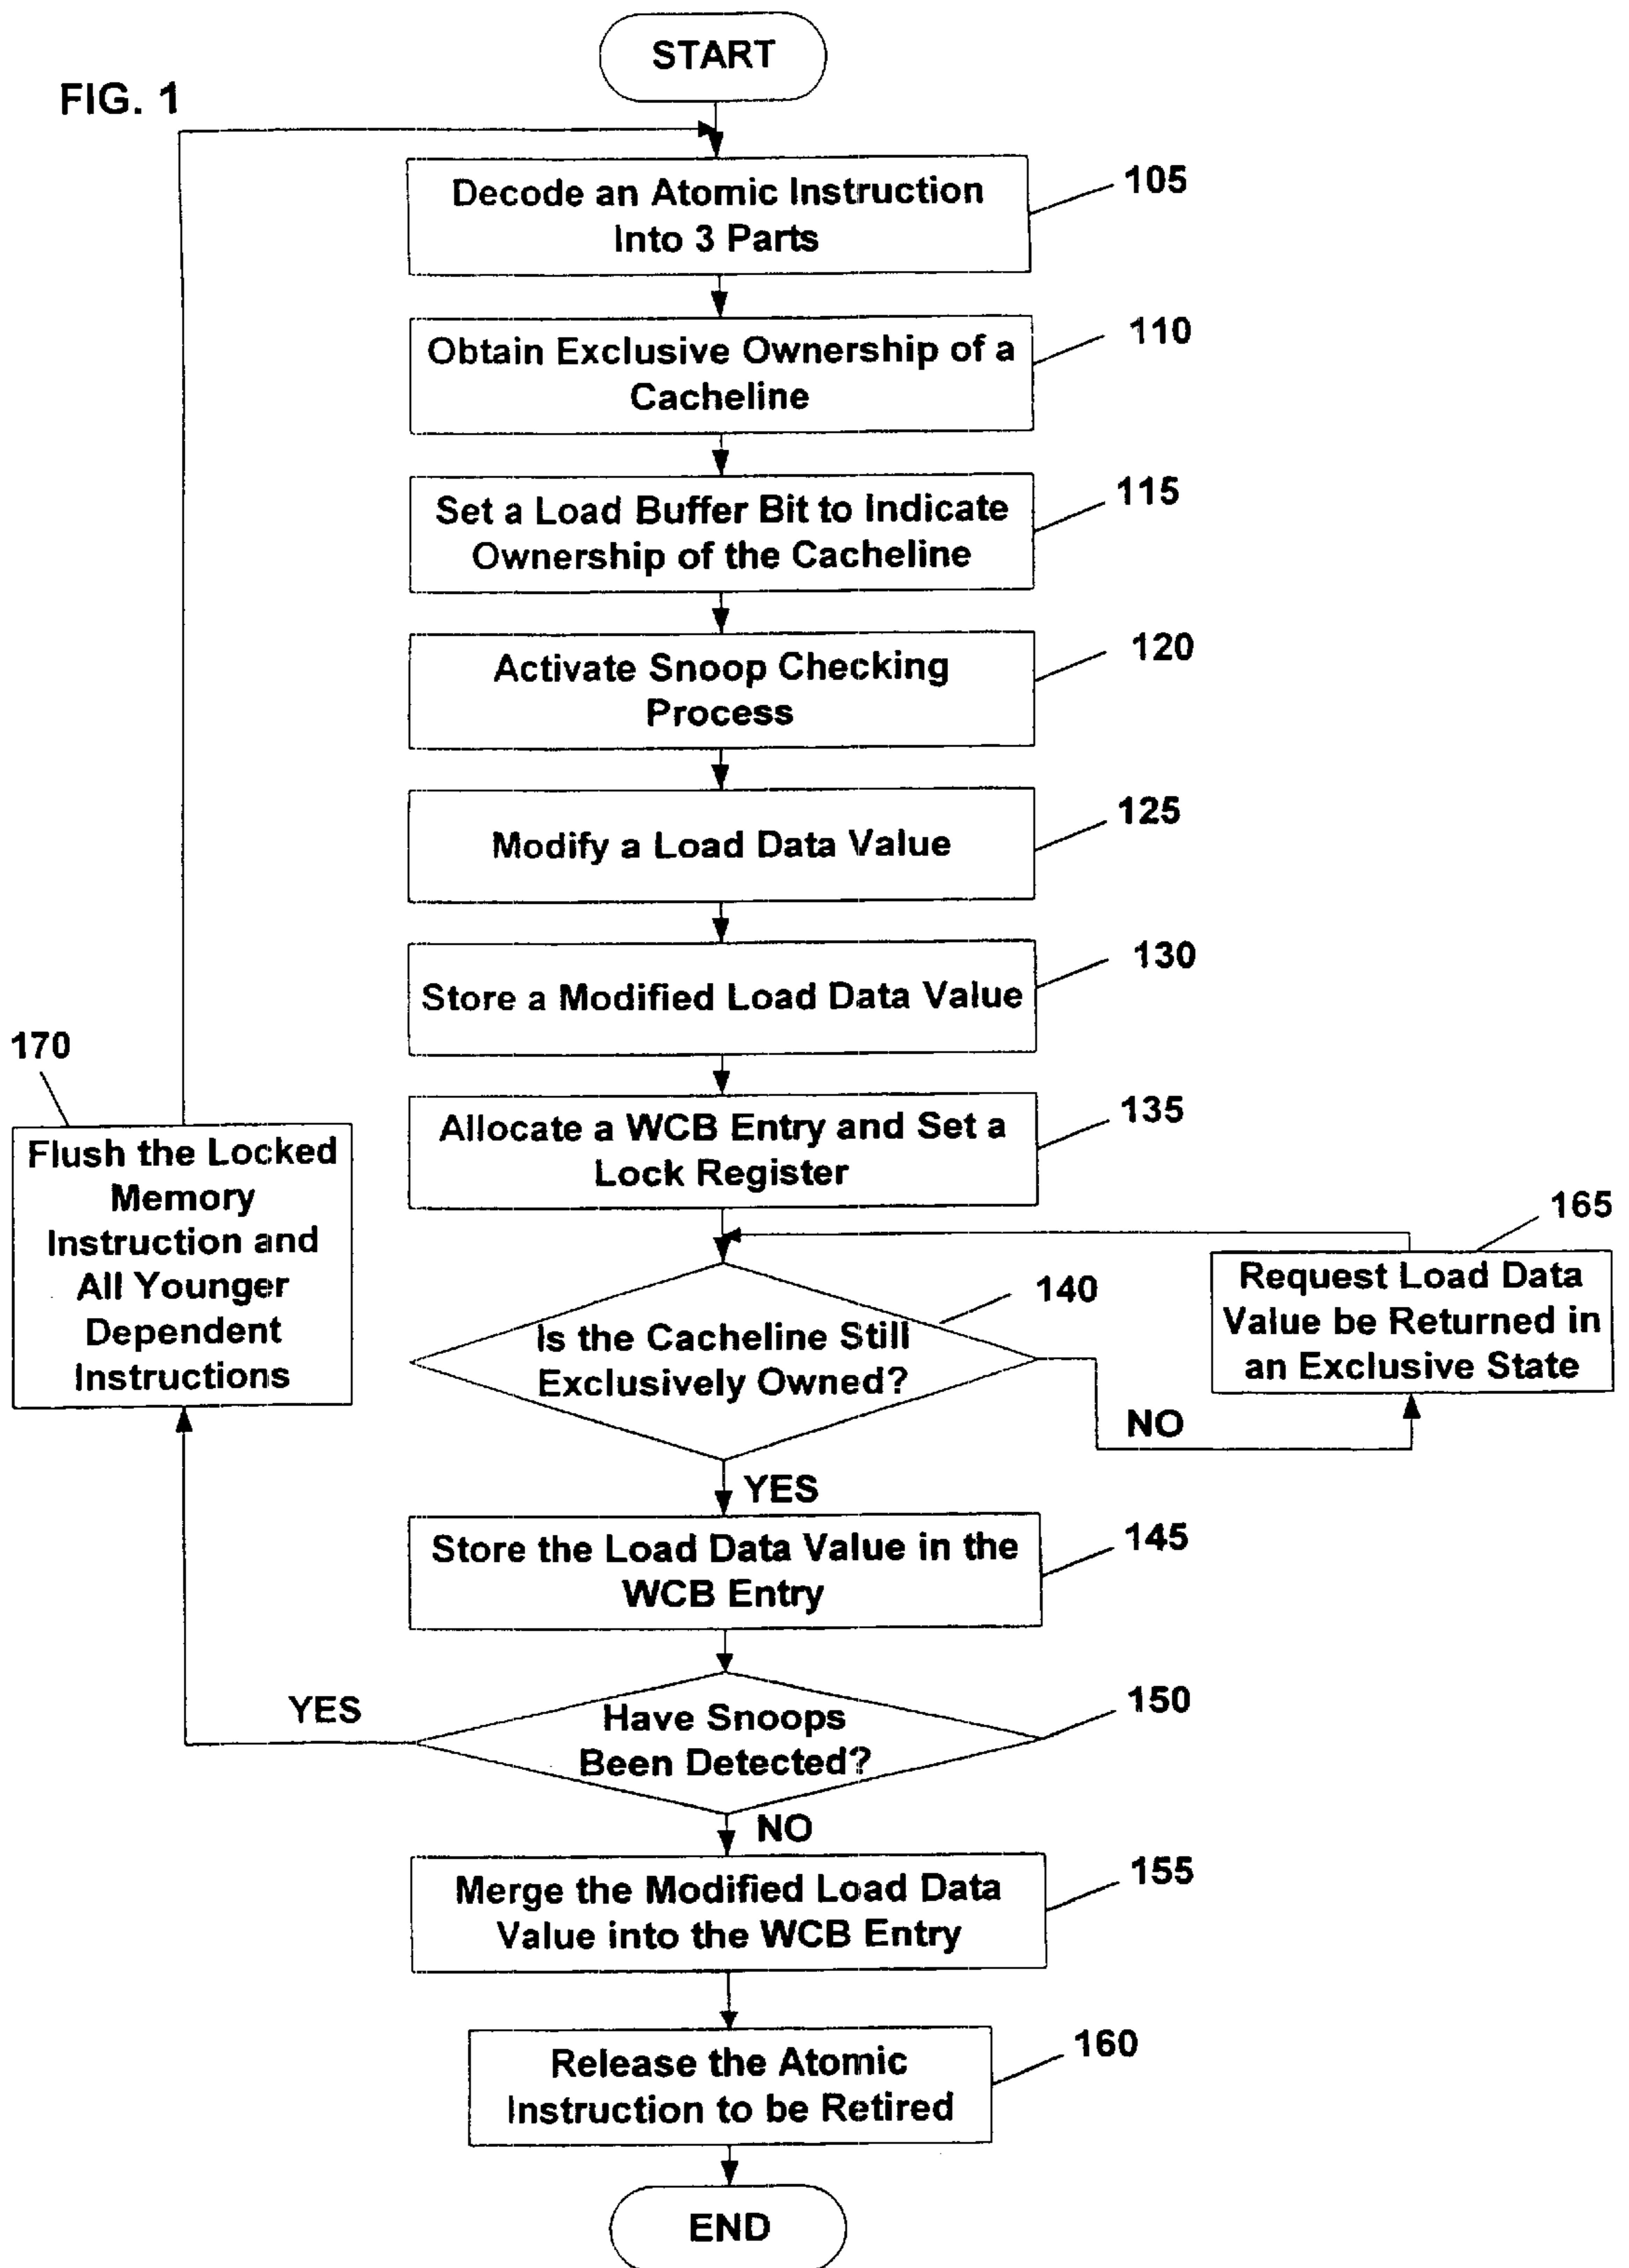 START
FIG. 1
Decode an Atomic Instruction
Into 3 Parts
105
Obtain Exclusive Ownership of a
Cacheline
110
Set a Load Buffer Bit to Indicate
Ownership of the Cacheline
115
Activate Snoop Checking
Process
120
Modify a Load Data Value
125
Store a Modified Load Data Value
130
Allocate a WCB Entry and Set a
Lock Register
135
170
Flush the Locked
Memory
Instruction and
All Younger
Dependent
Instructions
Is the Cacheline Still
Exclusively Owned?
140
165
Request Load Data
Value be Returned in
an Exclusive State
NO
YES
Store the Load Data Value in the
WCB Entry
145
YES
Have Snoops
Been Detected?
150
NO
Merge the Modified Load Data
Value into the WCB Entry
155
Release the Atomic
Instruction to be Retired
160
END